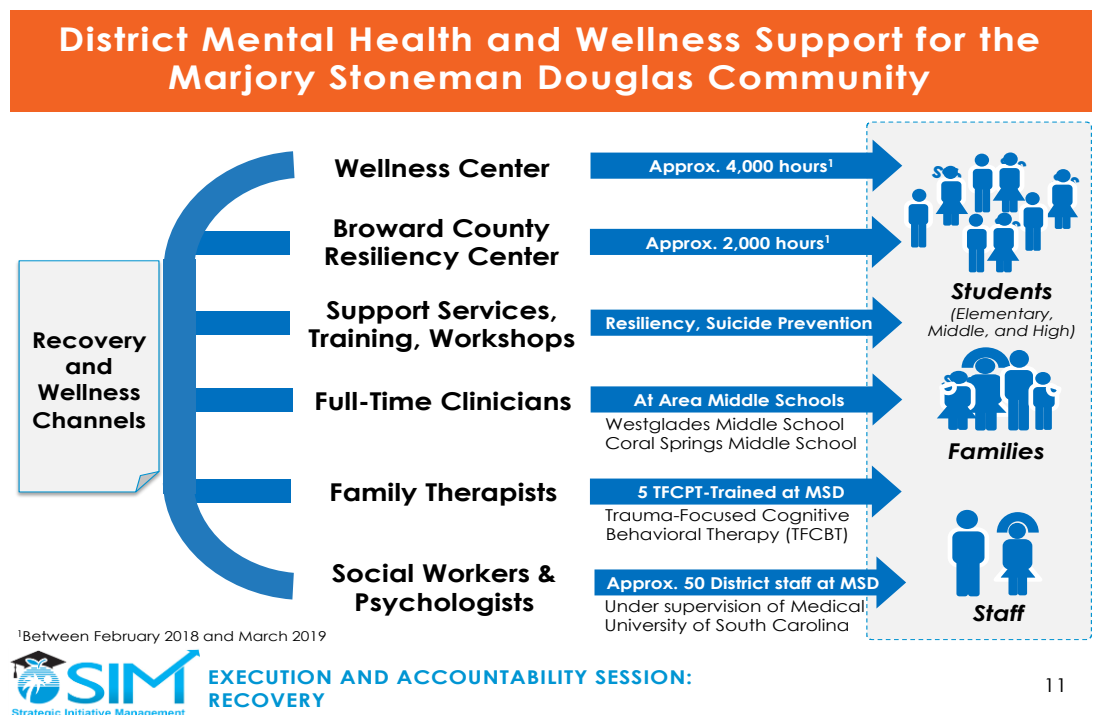 District Mental Health and Wellness Support for the
Marjory Stoneman Douglas Community
Recovery
and
Wellness
Channels
Wellness Center
Approx. 4,000 hours¹
Broward County
Resiliency Center
Approx. 2,000 hours¹
Support Services,
Training, Workshops
Resiliency, Suicide Prevention
Full-Time Clinicians
At Area Middle Schools
Westglades Middle School
Coral Springs Middle School
Family Therapists
5 TFCPT-Trained at MSD
Trauma-Focused Cognitive
Behavioral Therapy (TFCBT)
Social Workers &
Psychologists
Approx. 50 District staff at MSD
Under supervision of Medical
University of South Carolina
Students
(Elementary,
Middle, and High)
Families
Staff
¹Between February 2018 and March 2019
SIM
Strategic Initiative Management
EXECUTION AND ACCOUNTABILITY SESSION:
RECOVERY
11